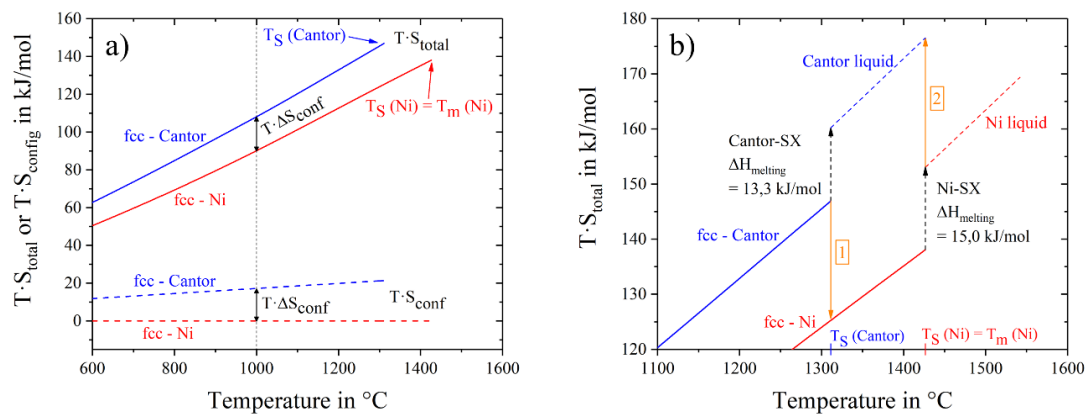 a)
T·S_total or T·S_config in kJ/mol
160
140
120
100
80
60
40
20
0
-20
600
800
1000
1200
1400
1600
Temperature in °C
T_S (Cantor)
T·S_total
T·ΔS_conf
T_S (Ni) = T_m (Ni)
fcc - Cantor
fcc - Ni
fcc - Cantor
T·ΔS_conf
T·S_conf
fcc - Ni
b)
T·S_total in kJ/mol
180
170
160
150
140
130
120
1100
1200
1300
1400
1500
1600
Temperature in °C
Cantor liquid
2
Ni liquid
Cantor-SX
ΔH_melting
= 13,3 kJ/mol
Ni-SX
ΔH_melting
= 15,0 kJ/mol
fcc - Cantor
1
fcc - Ni
T_S (Cantor)
T_S (Ni) = T_m (Ni)